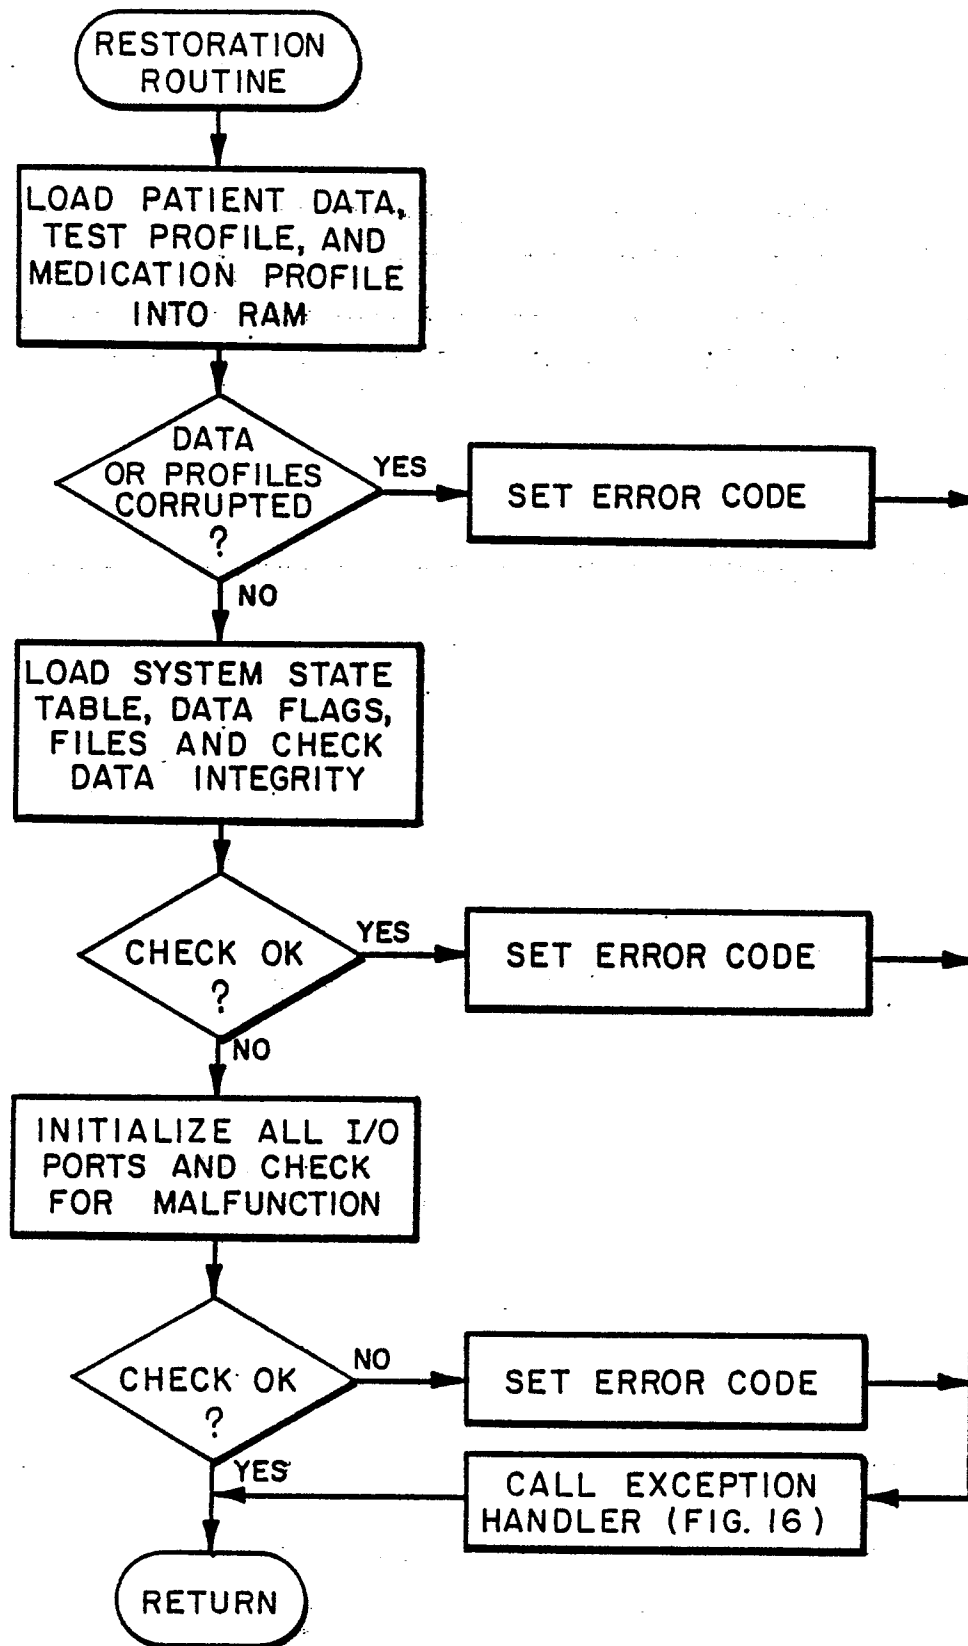 RESTORATION
ROUTINE
LOAD PATIENT DATA,
TEST PROFILE, AND
MEDICATION PROFILE
INTO RAM
DATA
OR PROFILES
CORRUPTED
?
YES
SET ERROR CODE
NO
LOAD SYSTEM STATE
TABLE, DATA FLAGS,
FILES AND CHECK
DATA INTEGRITY
CHECK OK
?
YES
SET ERROR CODE
NO
INITIALIZE ALL I/O
PORTS AND CHECK
FOR MALFUNCTION
CHECK OK
?
NO
SET ERROR CODE
YES
CALL EXCEPTION
HANDLER (FIG. 16)
RETURN